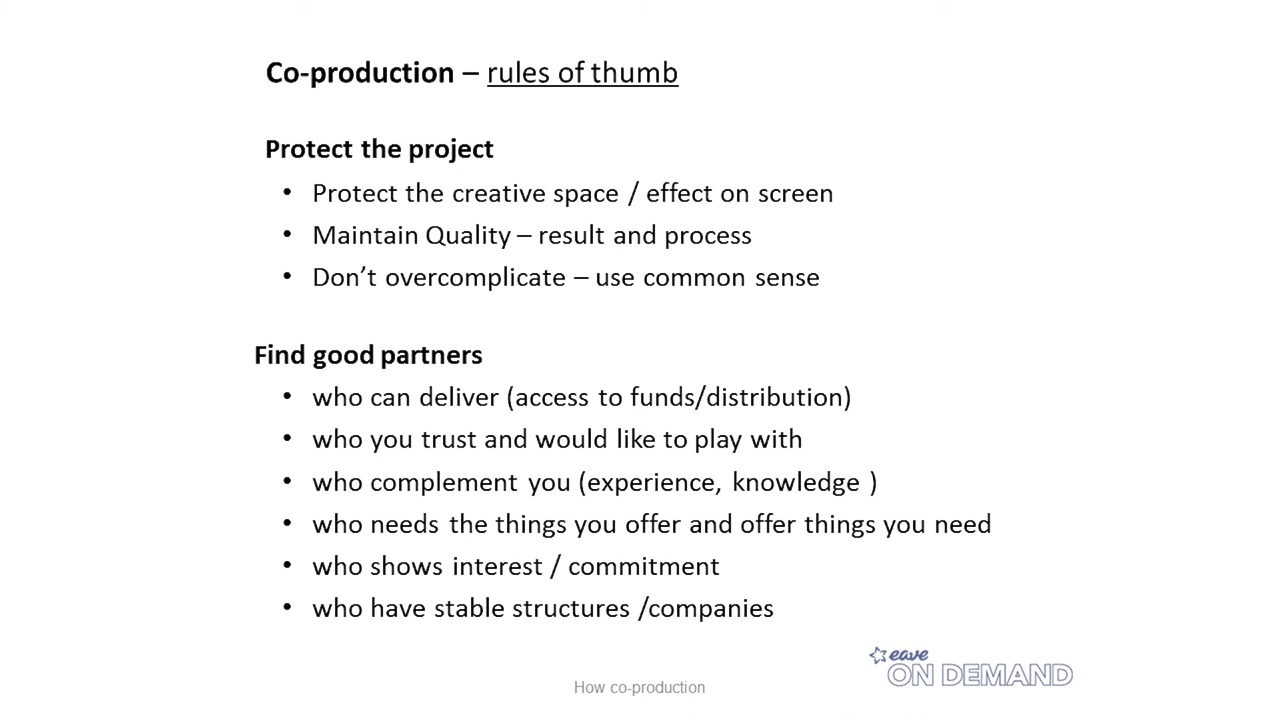 Co-production – rules of thumb
Protect the project
• Protect the creative space / effect on screen
• Maintain Quality – result and process
• Don’t overcomplicate – use common sense
Find good partners
• who can deliver (access to funds/distribution)
• who you trust and would like to play with
• who complement you (experience, knowledge )
• who needs the things you offer and offer things you need
• who shows interest / commitment
• who have stable structures /companies
eave
ON DEMAND
How co-production